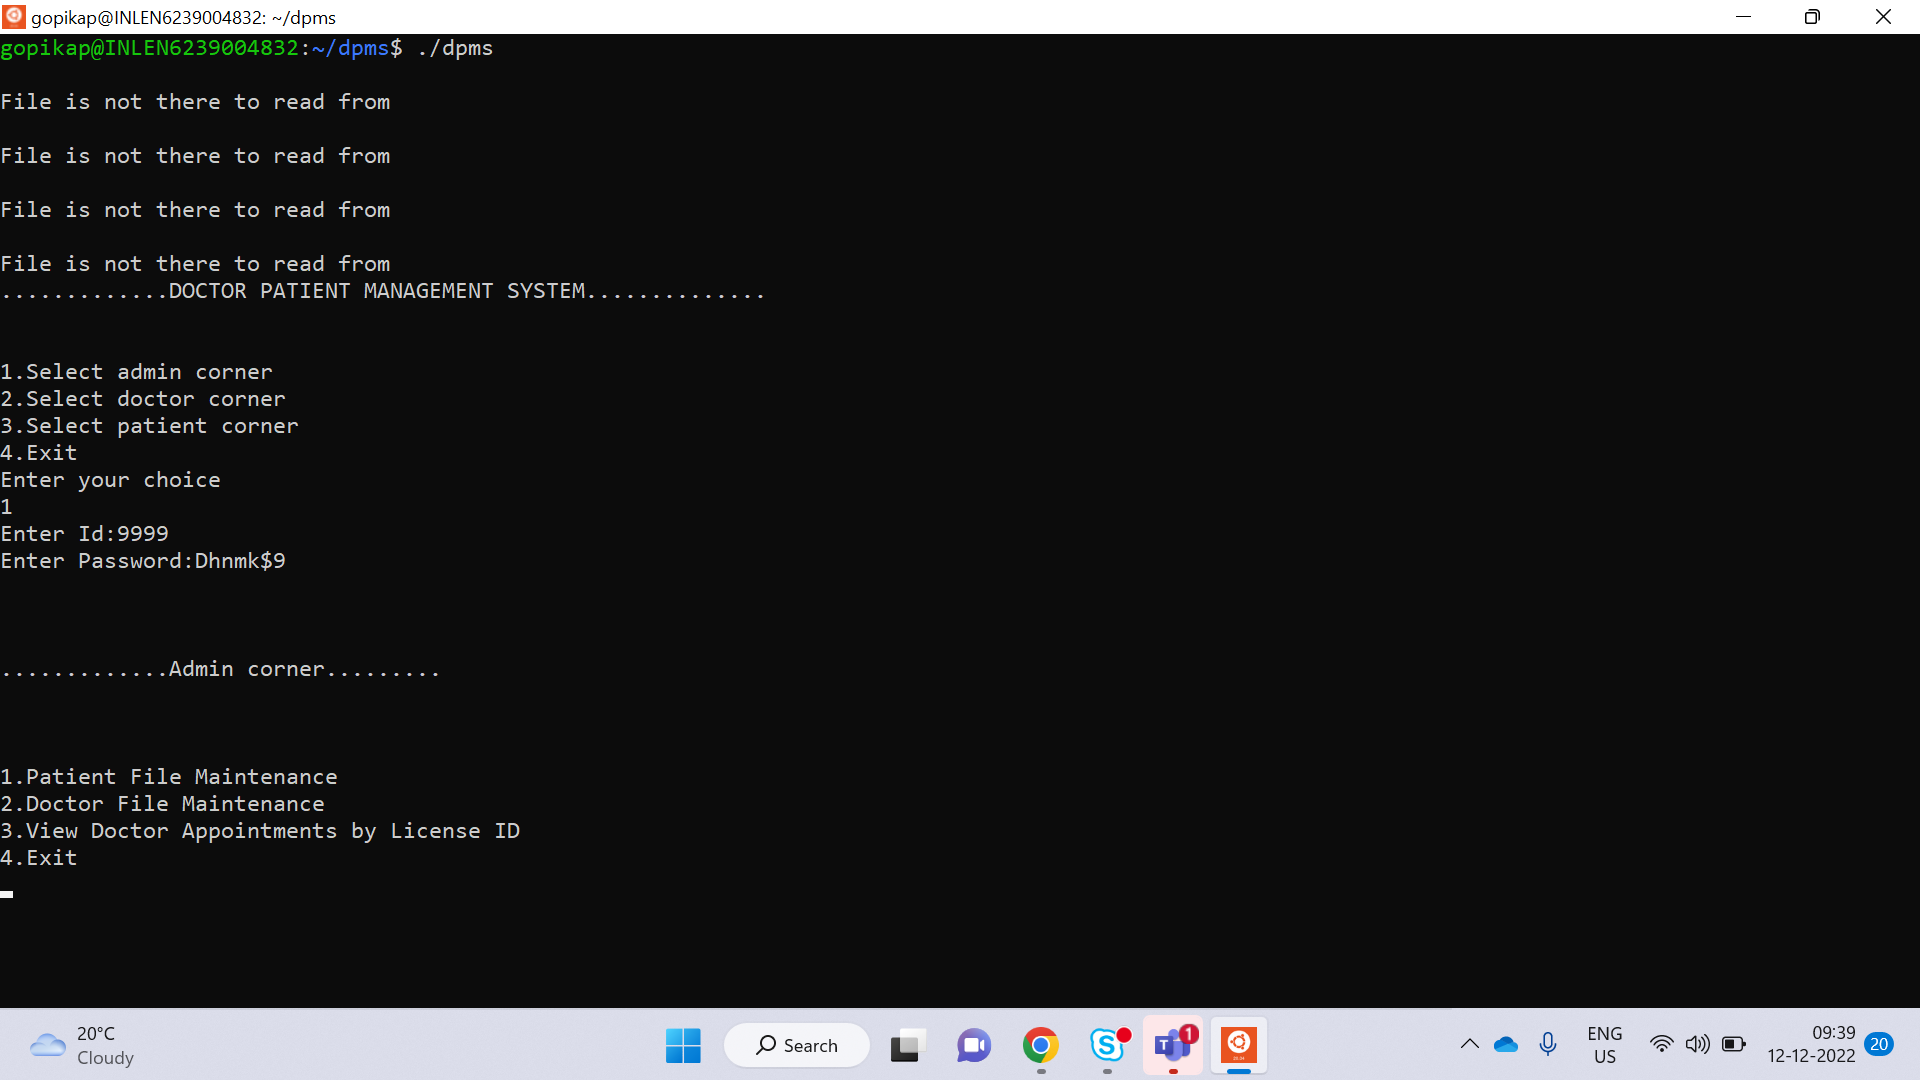 gopikap@INLEN6239004832: ~/dpms
gopikap@INLEN6239004832:~/dpms$ ./dpms
File is not there to read from
File is not there to read from
File is not there to read from
File is not there to read from
.............DOCTOR PATIENT MANAGEMENT SYSTEM..............
1.Select admin corner
2.Select doctor corner
3.Select patient corner
4.Exit
Enter your choice
1
Enter Id:9999
Enter Password:Dhnmk$9
.............Admin corner.........
1.Patient File Maintenance
2.Doctor File Maintenance
3.View Doctor Appointments by License ID
4.Exit
20°C
Cloudy
Search
S
T
1
ENG
US
09:39
12-12-2022
20